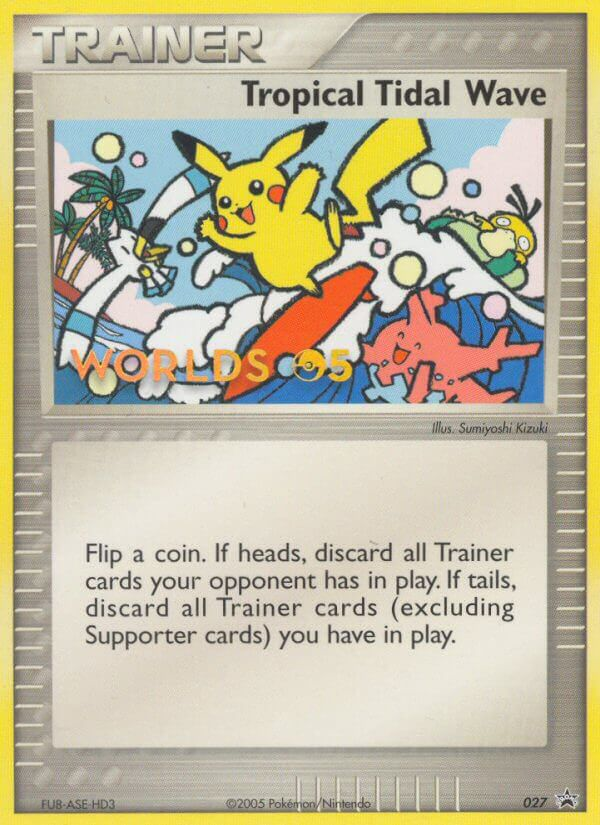 TRAINER
Tropical Tidal Wave
WORLDS 05
Illus. Sumiyoshi Kizuki
Flip a coin. If heads, discard all Trainer
cards your opponent has in play. If tails,
discard all Trainer cards (excluding
Supporter cards) you have in play.
FU8-ASE-HD3
©2005 Pokémon/Nintendo
027